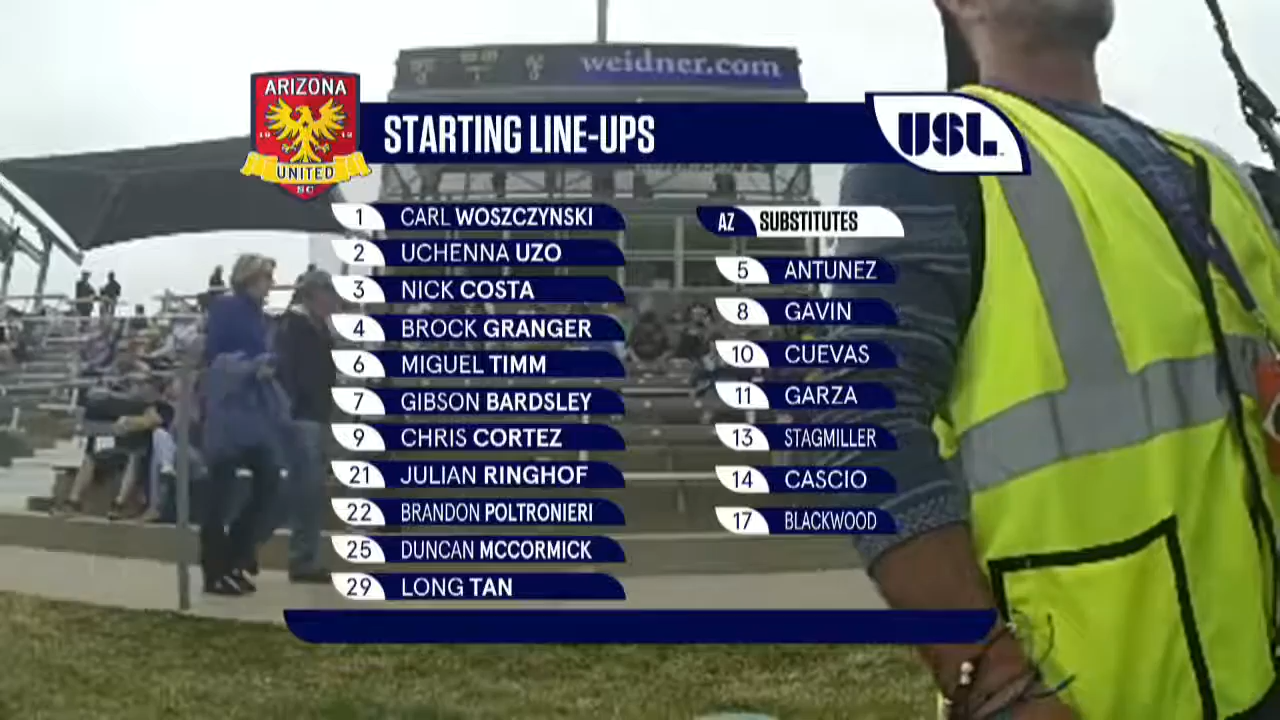 weidner.com
ARIZONA
UNITED
SC
STARTING LINE-UPS
USL
1 CARL WOSZCZYNSKI
2 UCHENNA UZO
3 NICK COSTA
4 BROCK GRANGER
6 MIGUEL TIMM
7 GIBSON BARDSLEY
9 CHRIS CORTEZ
21 JULIAN RINGHOF
22 BRANDON POLTRONIERI
25 DUNCAN MCCORMICK
29 LONG TAN
AZ SUBSTITUTES
5 ANTUNEZ
8 GAVIN
10 CUEVAS
11 GARZA
13 STAGMILLER
14 CASCIO
17 BLACKWOOD